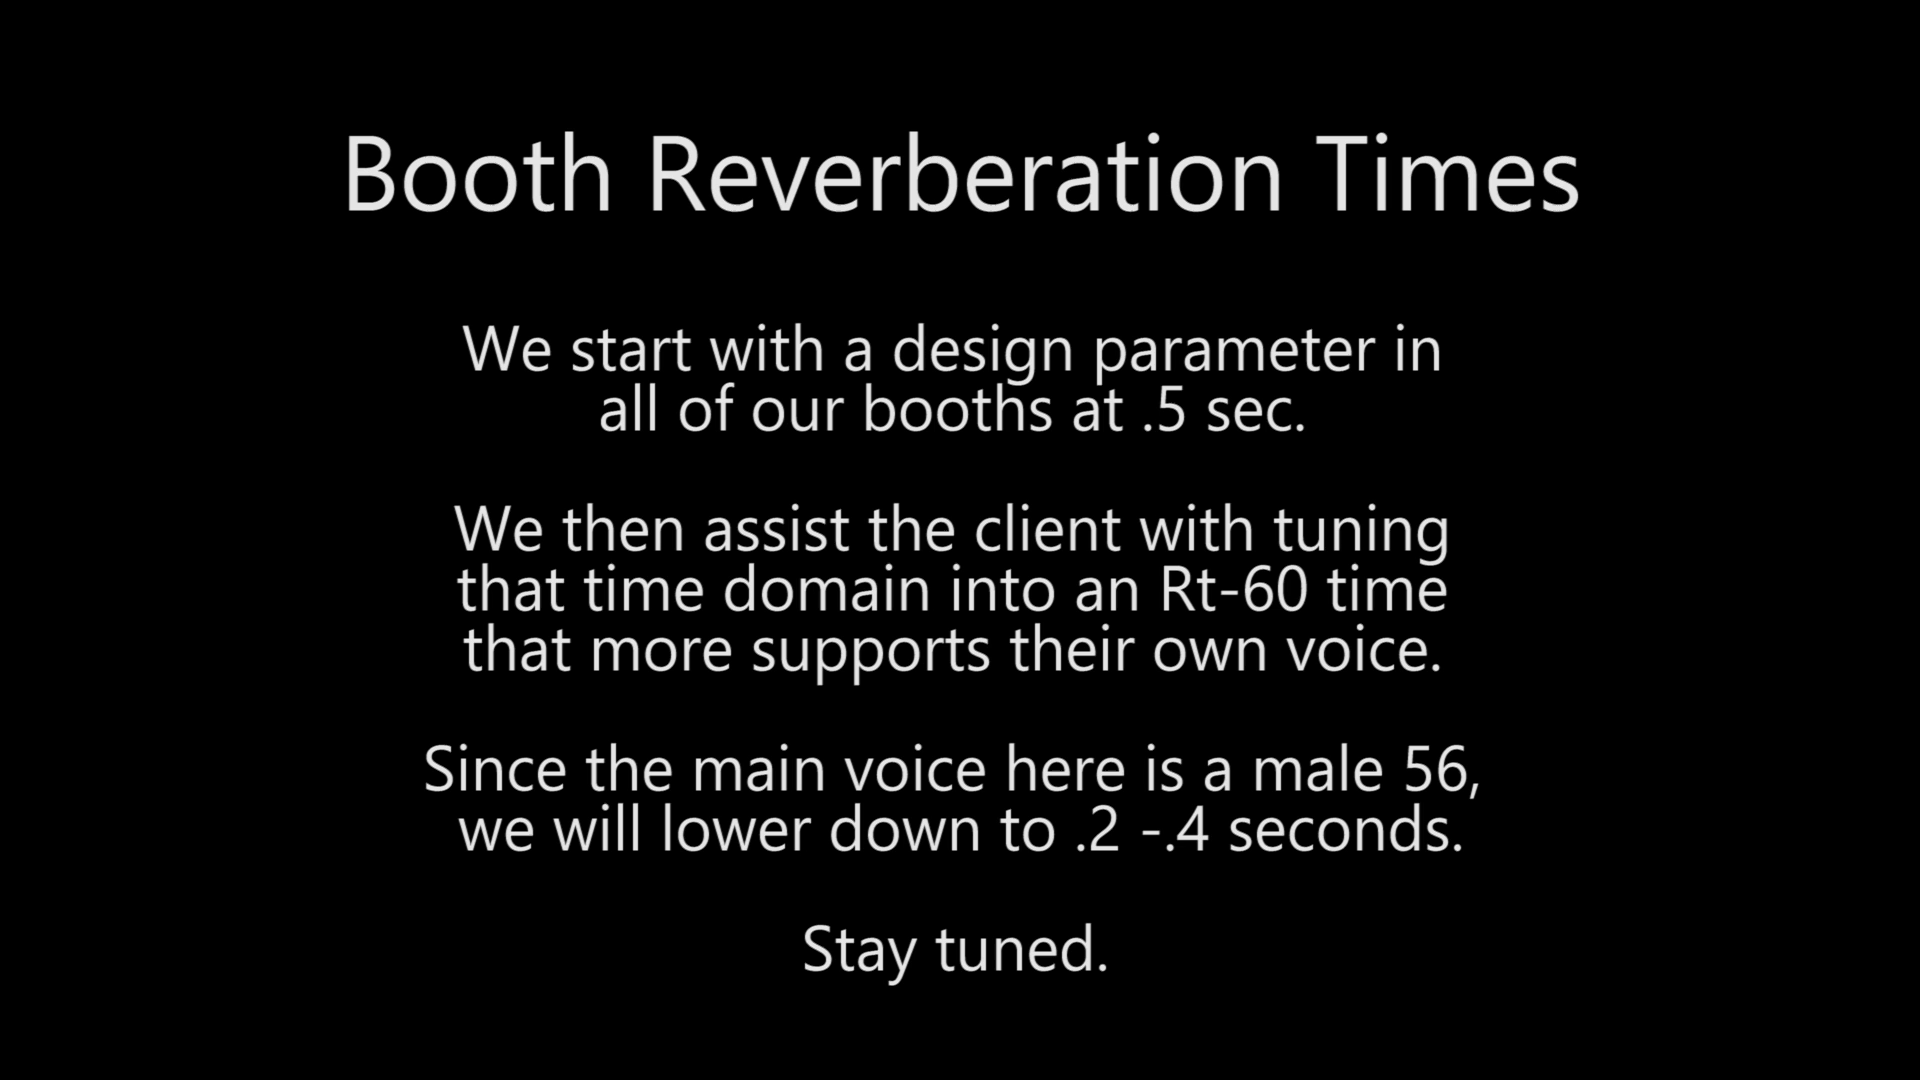 Booth Reverberation Times
We start with a design parameter in
all of our booths at .5 sec.
We then assist the client with tuning
that time domain into an Rt-60 time
that more supports their own voice.
Since the main voice here is a male 56,
we will lower down to .2 -.4 seconds.
Stay tuned.